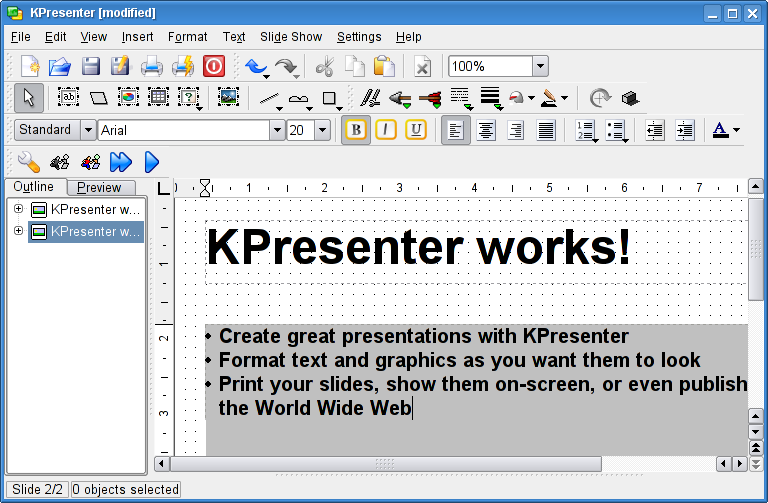 KPresenter [modified]
File Edit View Insert Format Text Slide Show Settings Help
100%
Standard Arial 20 B I U A
Outline Preview
1 2 3 4 5 6 7
KPresenter w...
KPresenter w...
KPresenter works!
1
2
3
• Create great presentations with KPresenter
• Format text and graphics as you want them to look
• Print your slides, show them on-screen, or even publish
the World Wide Web
Slide 2/2 0 objects selected